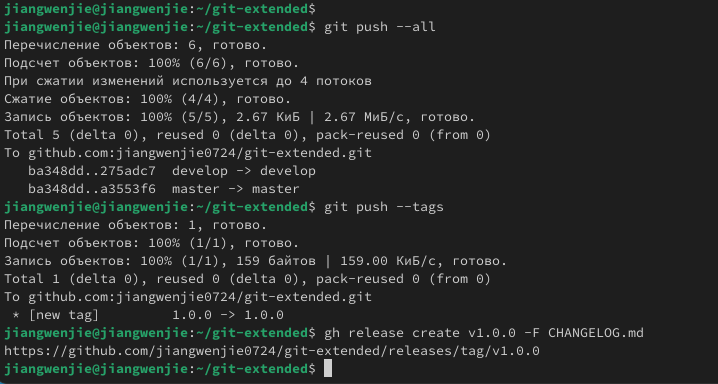 jiangwenjie@jiangwenjie:~/git-extended$
jiangwenjie@jiangwenjie:~/git-extended$ git push --all
Перечисление объектов: 6, готово.
Подсчет объектов: 100% (6/6), готово.
При сжатии изменений используется до 4 потоков
Сжатие объектов: 100% (4/4), готово.
Запись объектов: 100% (5/5), 2.67 КиБ | 2.67 МиБ/с, готово.
Total 5 (delta 0), reused 0 (delta 0), pack-reused 0 (from 0)
To github.com:jiangwenjie0724/git-extended.git
   ba348dd..275adc7  develop -> develop
   ba348dd..a3553f6  master -> master
jiangwenjie@jiangwenjie:~/git-extended$ git push --tags
Перечисление объектов: 1, готово.
Подсчет объектов: 100% (1/1), готово.
Запись объектов: 100% (1/1), 159 байтов | 159.00 КиБ/с, готово.
Total 1 (delta 0), reused 0 (delta 0), pack-reused 0 (from 0)
To github.com:jiangwenjie0724/git-extended.git
 * [new tag]         1.0.0 -> 1.0.0
jiangwenjie@jiangwenjie:~/git-extended$ gh release create v1.0.0 -F CHANGELOG.md
https://github.com/jiangwenjie0724/git-extended/releases/tag/v1.0.0
jiangwenjie@jiangwenjie:~/git-extended$